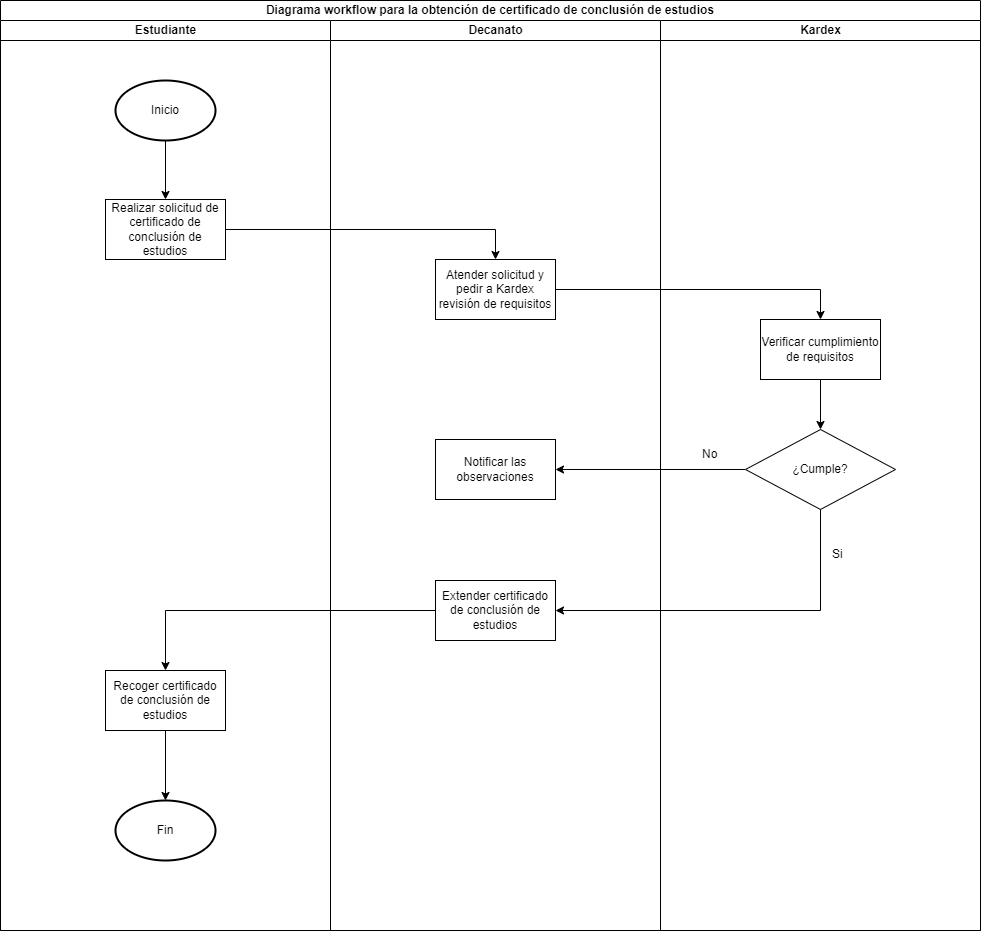 Diagrama workflow para la obtención de certificado de conclusión de estudios
Estudiante
Decanato
Kardex
Inicio
Realizar solicitud de
certificado de
conclusión de
estudios
Atender solicitud y
pedir a Kardex
revisión de requisitos
Verificar cumplimiento
de requisitos
¿Cumple?
No
Notificar las
observaciones
Si
Extender certificado
de conclusión de
estudios
Recoger certificado
de conclusión de
estudios
Fin